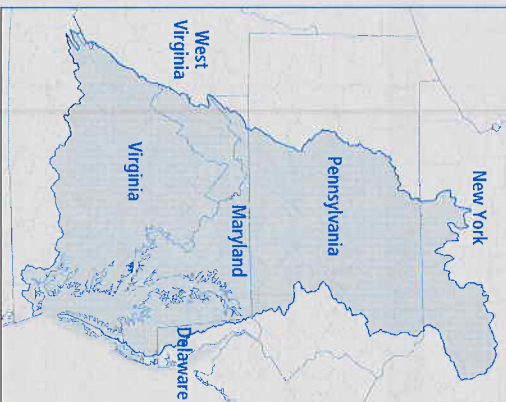 New York
Pennsylvania
West
Virginia
Maryland
Virginia
Delaware